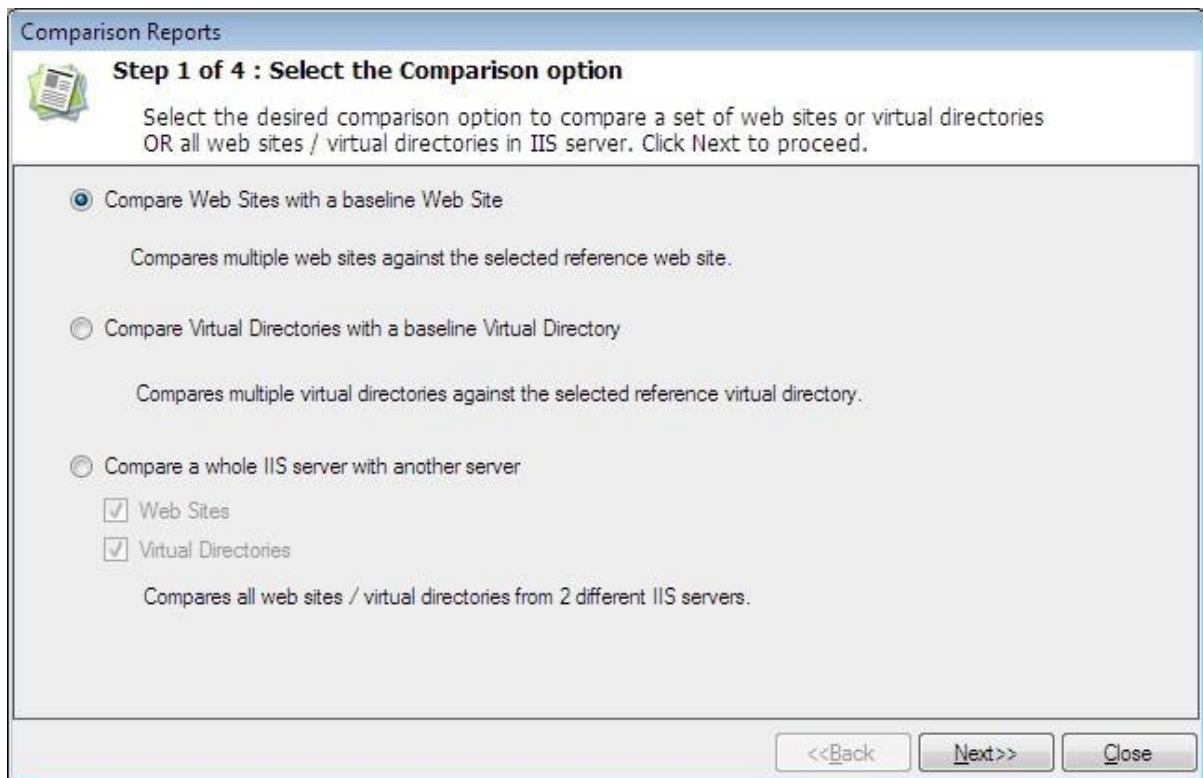 Comparison Reports
Step 1 of 4 : Select the Comparison option
Select the desired comparison option to compare a set of web sites or virtual directories
OR all web sites / virtual directories in IIS server. Click Next to proceed.
Compare Web Sites with a baseline Web Site
Compares multiple web sites against the selected reference web site.
Compare Virtual Directories with a baseline Virtual Directory
Compares multiple virtual directories against the selected reference virtual directory.
Compare a whole IIS server with another server
Web Sites
Virtual Directories
Compares all web sites / virtual directories from 2 different IIS servers.
<<Back Next>> Close